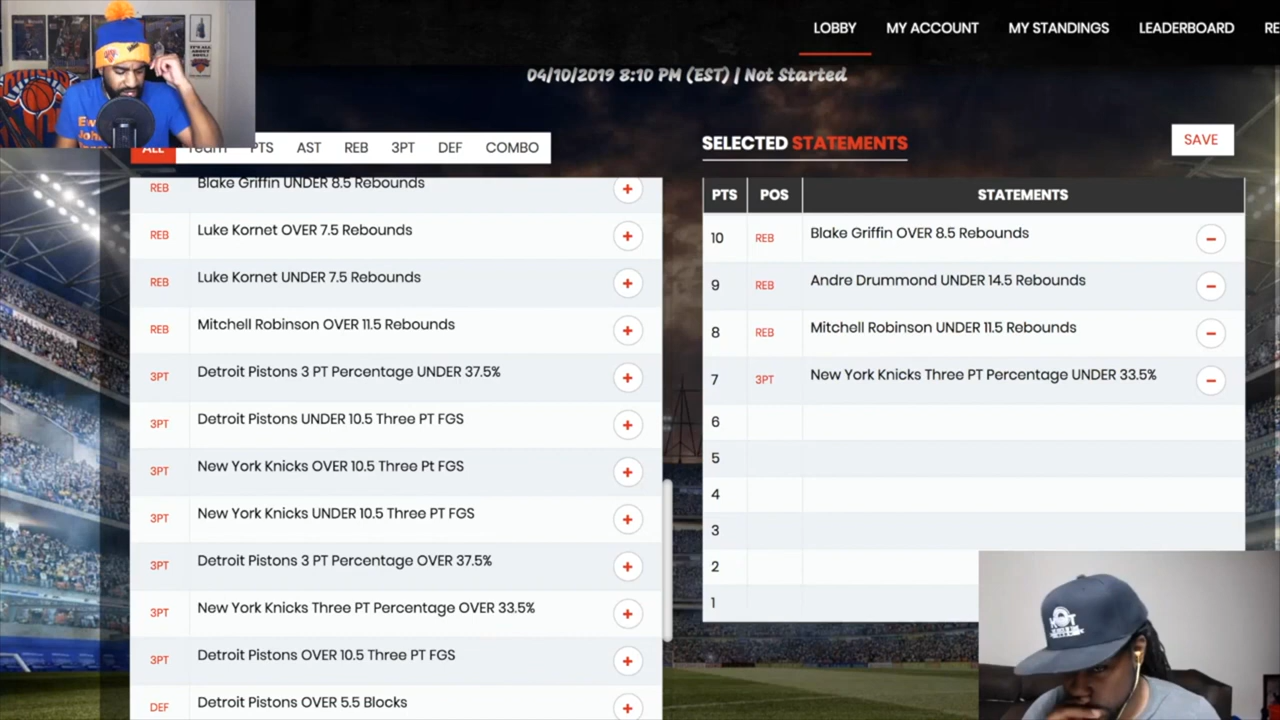 LOBBY MY ACCOUNT MY STANDINGS LEADERBOARD RE
04/10/2019 8:10 PM (EST) | Not Started
ALL Team PTS AST REB 3PT DEF COMBO
REB Blake Griffin UNDER 8.5 Rebounds +
REB Luke Kornet OVER 7.5 Rebounds +
REB Luke Kornet UNDER 7.5 Rebounds +
REB Mitchell Robinson OVER 11.5 Rebounds +
3PT Detroit Pistons 3 PT Percentage UNDER 37.5% +
3PT Detroit Pistons UNDER 10.5 Three PT FGS +
3PT New York Knicks OVER 10.5 Three Pt FGS +
3PT New York Knicks UNDER 10.5 Three PT FGS +
3PT Detroit Pistons 3 PT Percentage OVER 37.5% +
3PT New York Knicks Three PT Percentage OVER 33.5% +
3PT Detroit Pistons OVER 10.5 Three PT FGS +
DEF Detroit Pistons OVER 5.5 Blocks +
SELECTED STATEMENTS
SAVE
PTS POS STATEMENTS
10 REB Blake Griffin OVER 8.5 Rebounds −
9 REB Andre Drummond UNDER 14.5 Rebounds −
8 REB Mitchell Robinson UNDER 11.5 Rebounds −
7 3PT New York Knicks Three PT Percentage UNDER 33.5% −
6
5
4
3
2
1